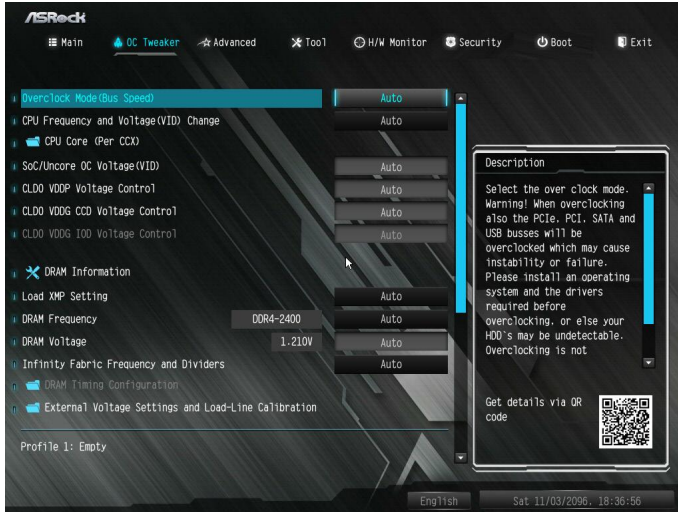 ASRock
Main OC Tweaker Advanced Tool H/W Monitor Security Boot Exit
Overclock Mode(Bus Speed) Auto
CPU Frequency and Voltage(VID) Change Auto
CPU Core (Per CCX)
SoC/Uncore OC Voltage(VID) Auto
CLDO VDDP Voltage Control Auto
CLDO VDDG CCD Voltage Control Auto
CLDO VDDG IOD Voltage Control Auto
DRAM Information
Load XMP Setting Auto
DRAM Frequency DDR4-2400 Auto
DRAM Voltage 1.210V Auto
Infinity Fabric Frequency and Dividers Auto
DRAM Timing Configuration
External Voltage Settings and Load-Line Calibration
Profile 1: Empty
Description
Select the over clock mode.
Warning! When overclocking
also the PCIe. PCI. SATA and
USB busses will be
overclocked which may cause
instability or failure.
Please install an operating
system and the drivers
required before
overclocking. or else your
HDD`s may be undetectable.
Overclocking is not
Get details via QR
code
English Sat 11/03/2096. 18:36:56